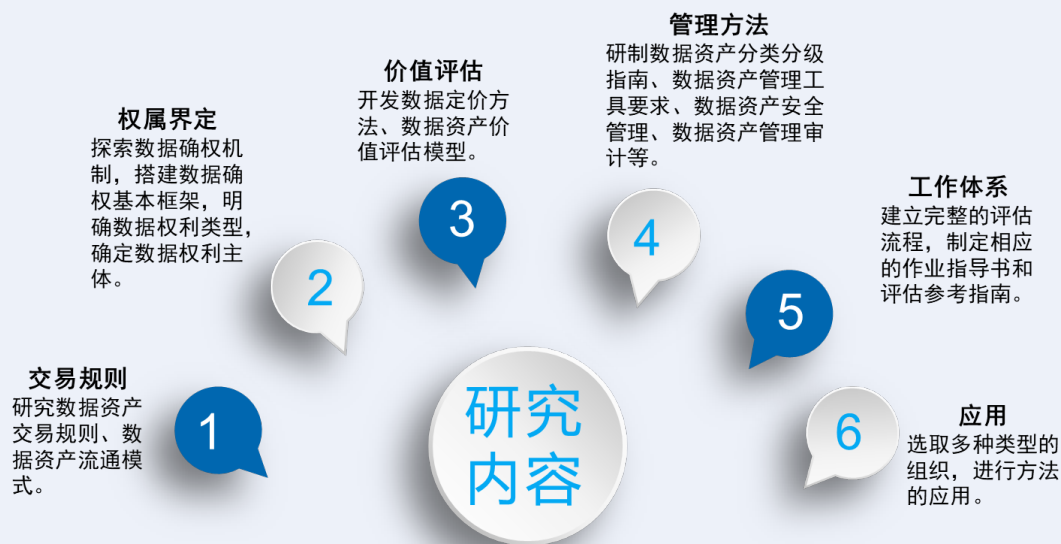 交易规则
研究数据资产
交易规则、数
据资产流通模
式。
1
权属界定
探索数据确权机
制，搭建数据确
权基本框架，明
确数据权利类型，
确定数据权利主
体。
2
价值评估
开发数据定价方
法、数据资产价
值评估模型。
3
管理方法
研制数据资产分类分级
指南、数据资产管理工
具要求、数据资产安全
管理、数据资产管理审
计等。
4
工作体系
建立完整的评估
流程，制定相应
的作业指导书和
评估参考指南。
5
应用
选取多种类型的
组织，进行方法
的应用。
6
研究
内容